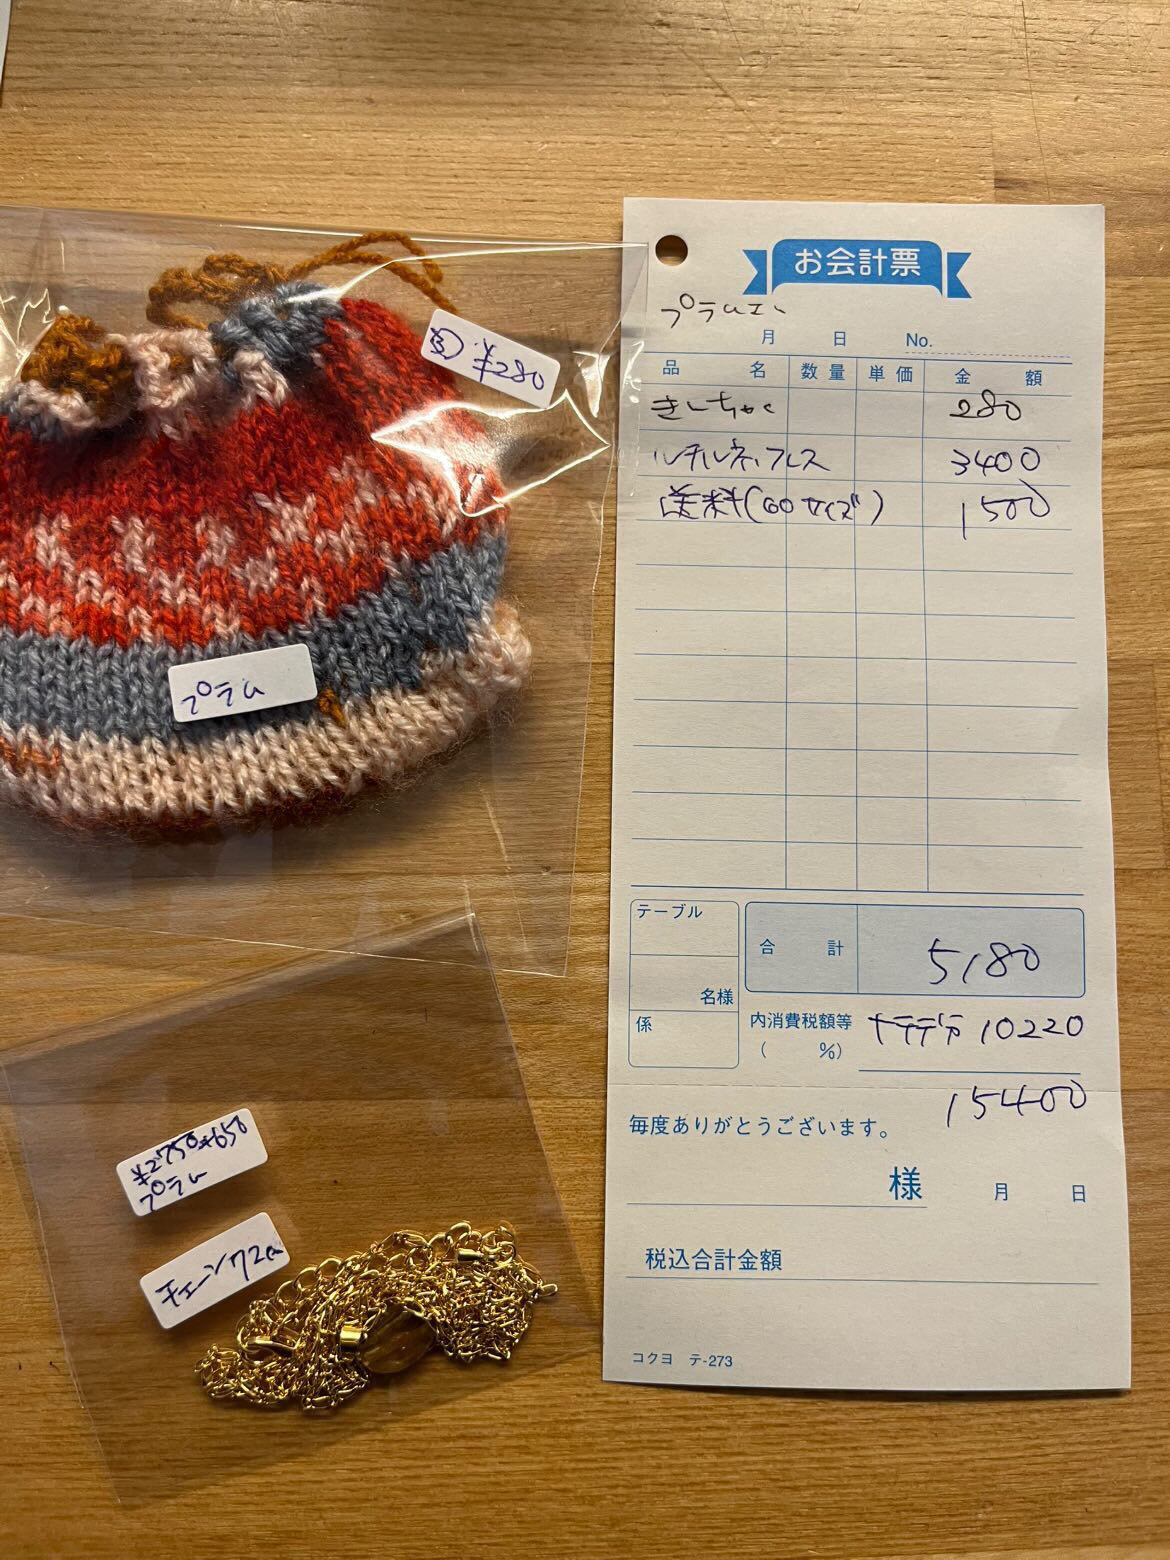 ¥280
プラム
¥2750+650
プラム
チェーン72cm
お会計票
プラム
月 日 No.
品名 数量 単価 金額
きんちゃく 280
ルチルネックレス 3400
送料(60サイズ) 1500
テーブル
名様
係
合計 5180
内消費税額等
( %)
10220
15400
毎度ありがとうございます。
様 月 日
税込合計金額
コクヨ テ-273